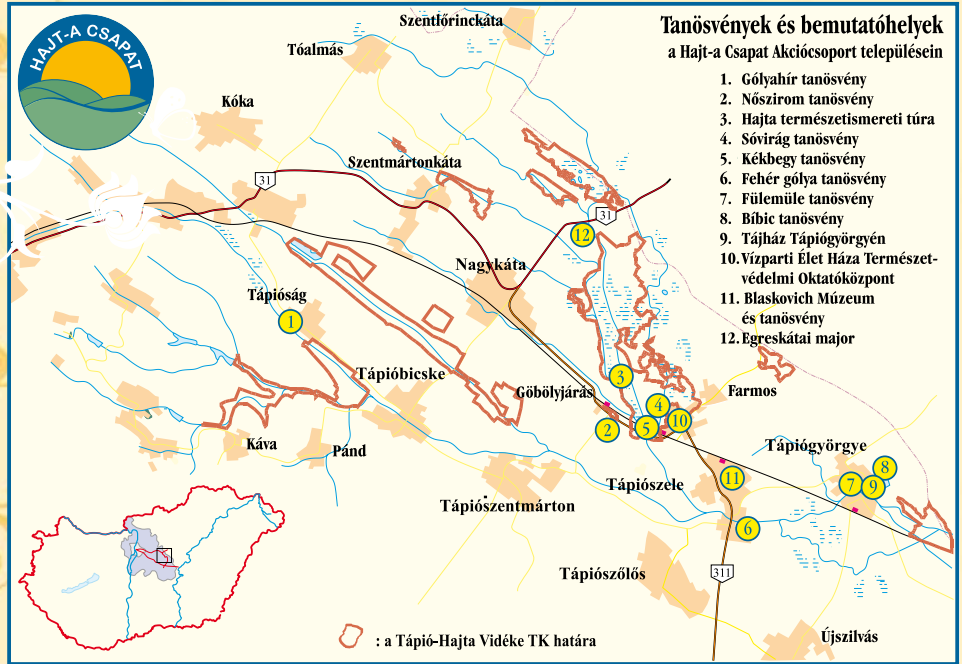 HAJT-A CSAPAT
Tanösvények és bemutatóhelyek
a Hajt-a Csapat Akciócsoport településein
1. Gólyahír tanösvény
2. Nőszirom tanösvény
3. Hajta természetismereti túra
4. Sóvirág tanösvény
5. Kékbegy tanösvény
6. Fehér gólya tanösvény
7. Fülemüle tanösvény
8. Bíbic tanösvény
9. Tájház Tápiógyörgyén
10. Vízparti Élet Háza Természet-
védelmi Oktatóközpont
11. Blaskovich Múzeum
és tanösvény
12. Egreskátai major
Szentlőrinckáta
Tóalmás
Kóka
Szentmártonkáta
31
31
12
Nagykáta
Tápióság
1
Tápióbicske
3
Göbölyjárás
Farmos
4
10
2
5
Káva
Pánd
Tápiógyörgye
8
11
7
9
Tápiószele
Tápiószentmárton
6
Tápiószőlős
311
Újszilvás
: a Tápió-Hajta Vidéke TK határa